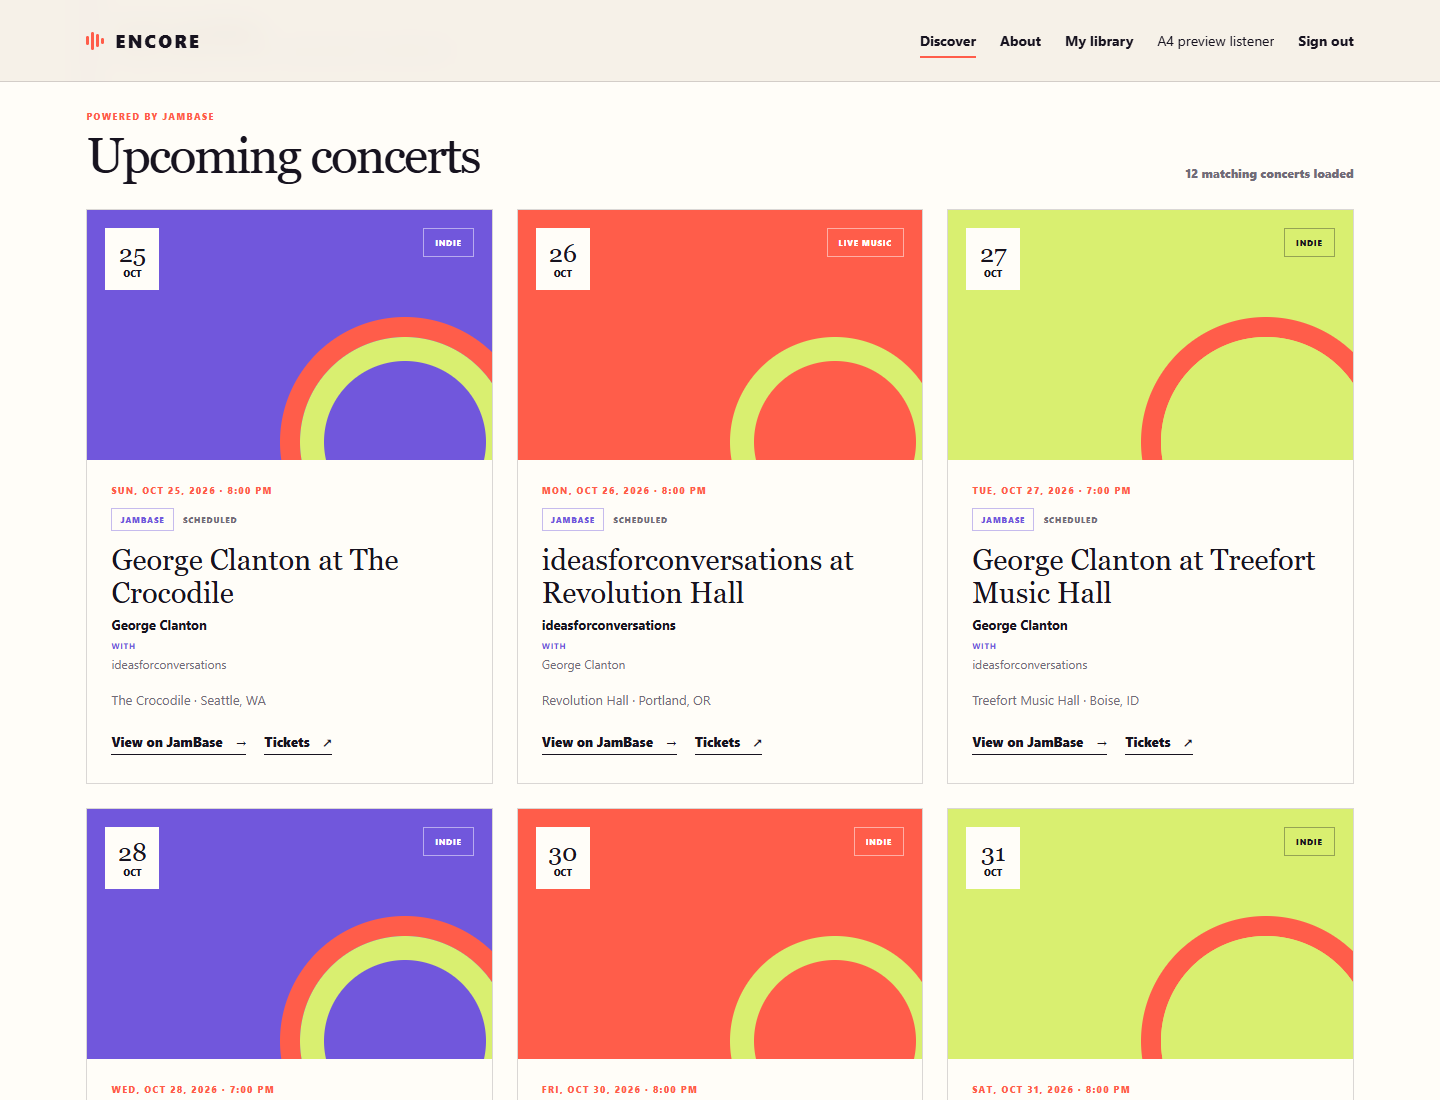 ENCORE
Discover About My library A4 preview listener Sign out
POWERED BY JAMBASE
Upcoming concerts
12 matching concerts loaded
25
OCT
INDIE
SUN, OCT 25, 2026 • 8:00 PM
JAMBASE SCHEDULED
George Clanton at The
Crocodile
George Clanton
WITH
ideasforconversations
The Crocodile · Seattle, WA
View on JamBase → Tickets ↗
26
OCT
LIVE MUSIC
MON, OCT 26, 2026 • 8:00 PM
JAMBASE SCHEDULED
ideasforconversations at
Revolution Hall
ideasforconversations
WITH
George Clanton
Revolution Hall · Portland, OR
View on JamBase → Tickets ↗
27
OCT
INDIE
TUE, OCT 27, 2026 • 7:00 PM
JAMBASE SCHEDULED
George Clanton at Treefort
Music Hall
George Clanton
WITH
ideasforconversations
Treefort Music Hall · Boise, ID
View on JamBase → Tickets ↗
28
OCT
INDIE
WED, OCT 28, 2026 • 7:00 PM
30
OCT
INDIE
FRI, OCT 30, 2026 • 8:00 PM
31
OCT
INDIE
SAT, OCT 31, 2026 • 8:00 PM